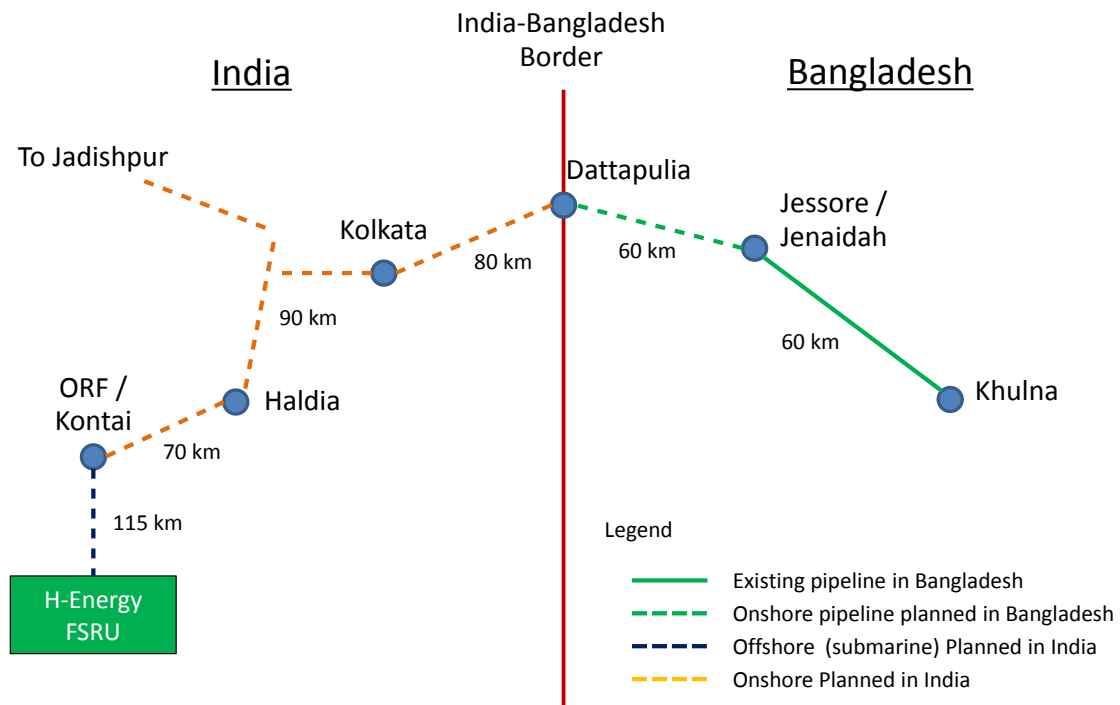 India-Bangladesh
Border
India
Bangladesh
To Jadishpur
Dattapulia
Jessore /
Jenaidah
Kolkata
80 km
60 km
90 km
60 km
ORF /
Kontai
Haldia
Khulna
70 km
115 km
Legend
H-Energy
FSRU
Existing pipeline in Bangladesh
Onshore pipeline planned in Bangladesh
Offshore (submarine) Planned in India
Onshore Planned in India